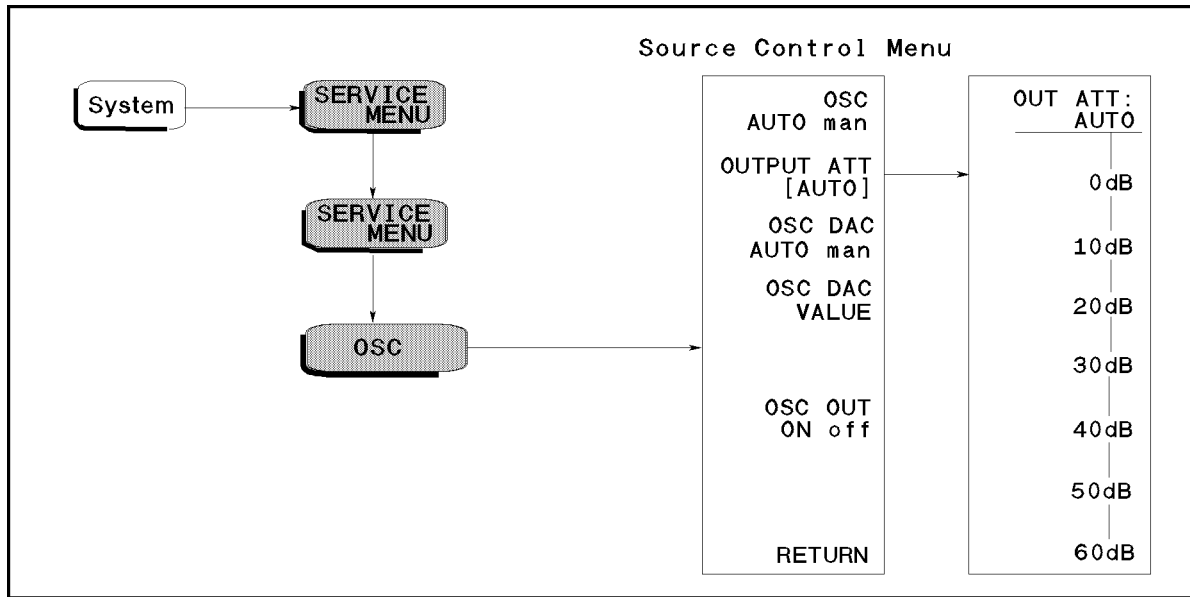 Source Control Menu
System
SERVICE
MENU
SERVICE
MENU
OSC
OSC
AUTO man
OUTPUT ATT
[AUTO]
OSC DAC
AUTO man
OSC DAC
VALUE
OSC OUT
ON off
RETURN
OUT ATT:
AUTO
0dB
10dB
20dB
30dB
40dB
50dB
60dB